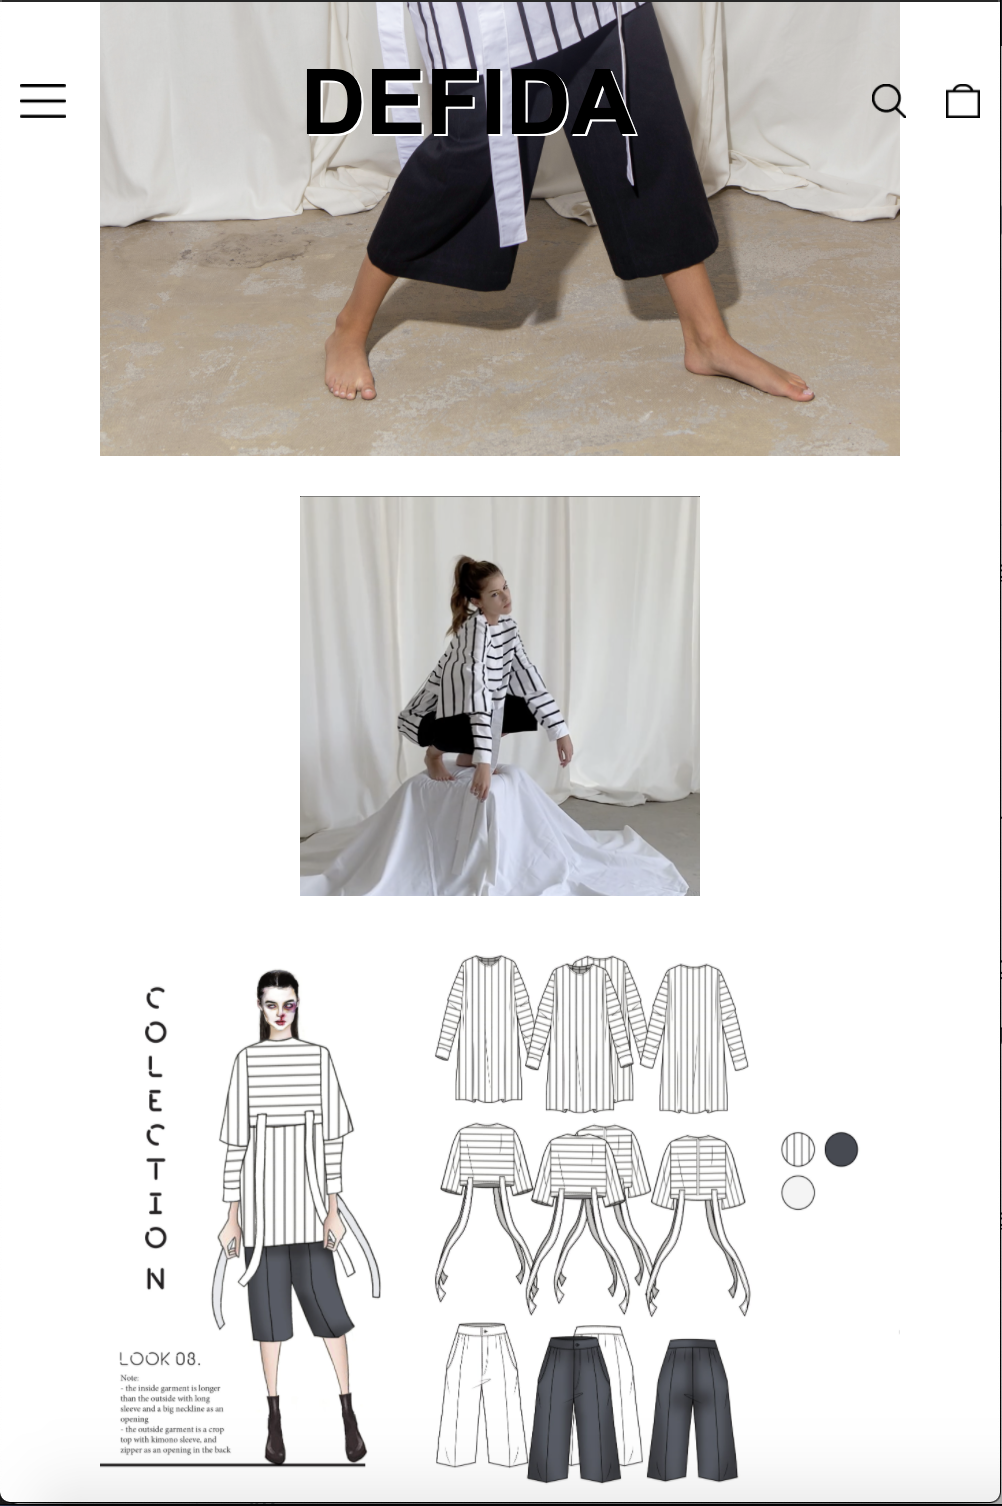 DEFIDA
COLECTION
LOOK 08.
Note:
- the inside garment is longer
than the outside with long
sleeve and a big neckline as an
opening
- the outside garment is a crop
top with kimono sleeve, and
zipper as an opening in the back